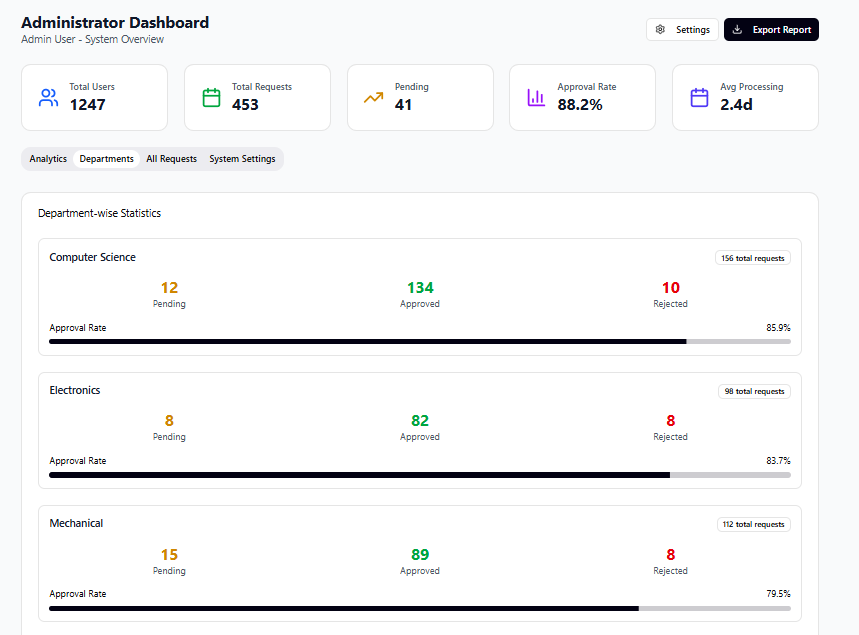 Administrator Dashboard
Admin User - System Overview
Settings
Export Report
Total Users
1247
Total Requests
453
Pending
41
Approval Rate
88.2%
Avg Processing
2.4d
Analytics Departments All Requests System Settings
Department-wise Statistics
Computer Science
156 total requests
12 134 10
Pending Approved Rejected
Approval Rate 85.9%
Electronics
98 total requests
8 82 8
Pending Approved Rejected
Approval Rate 83.7%
Mechanical
112 total requests
15 89 8
Pending Approved Rejected
Approval Rate 79.5%